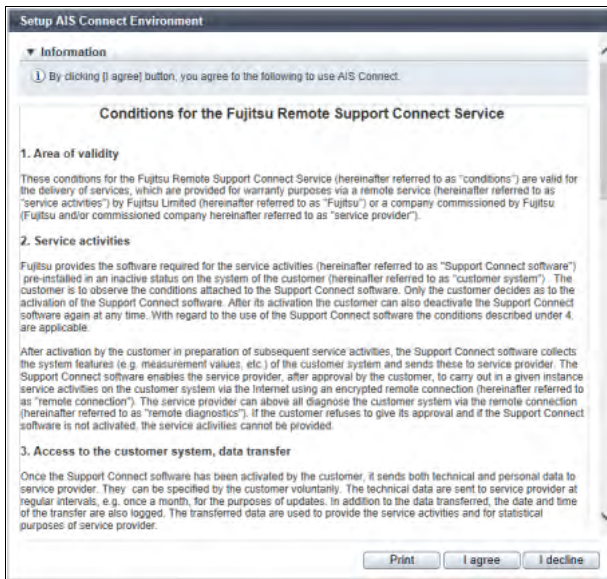 Setup AIS Connect Environment
▼ Information
i By clicking [I agree] button, you agree to the following to use AIS Connect.
Conditions for the Fujitsu Remote Support Connect Service
1. Area of validity
These conditions for the Fujitsu Remote Support Connect Service (hereinafter referred to as "conditions") are valid for
the delivery of services, which are provided for warranty purposes via a remote service (hereinafter referred to as
"service activities") by Fujitsu Limited (hereinafter referred to as "Fujitsu") or a company commissioned by Fujitsu
(Fujitsu and/or commissioned company hereinafter referred to as "service provider").
2. Service activities
Fujitsu provides the software required for the service activities (hereinafter referred to as "Support Connect software")
pre-installed in an inactive status on the system of the customer (hereinafter referred to as "customer system") . The
customer is to observe the conditions attached to the Support Connect software. Only the customer decides as to the
activation of the Support Connect software. After its activation the customer can also deactivate the Support Connect
software again at any time. With regard to the use of the Support Connect software the conditions described under 4.
are applicable.
After activation by the customer in preparation of subsequent service activities, the Support Connect software collects
the system features (e.g. measurement values, etc.) of the customer system and sends these to service provider. The
Support Connect software enables the service provider, after approval by the customer, to carry out in a given instance
service activities on the customer system via the Internet using an encrypted remote connection (hereinafter referred to
as "remote connection"). The service provider can above all diagnose the customer system via the remote connection
(hereinafter referred to as "remote diagnostics"). If the customer refuses to give its approval and if the Support Connect
software is not activated, the service activities cannot be provided.
3. Access to the customer system, data transfer
Once the Support Connect software has been activated by the customer, it sends both technical and personal data to
service provider. They can be specified by the customer voluntarily. The technical data are sent to service provider at
regular intervals, e.g. once a month, for the purposes of updates. In addition to the data transferred, the date and time
of the transfer are also logged. The transferred data are used to provide the service activities and for statistical
purposes of service provider.
Print I agree I decline